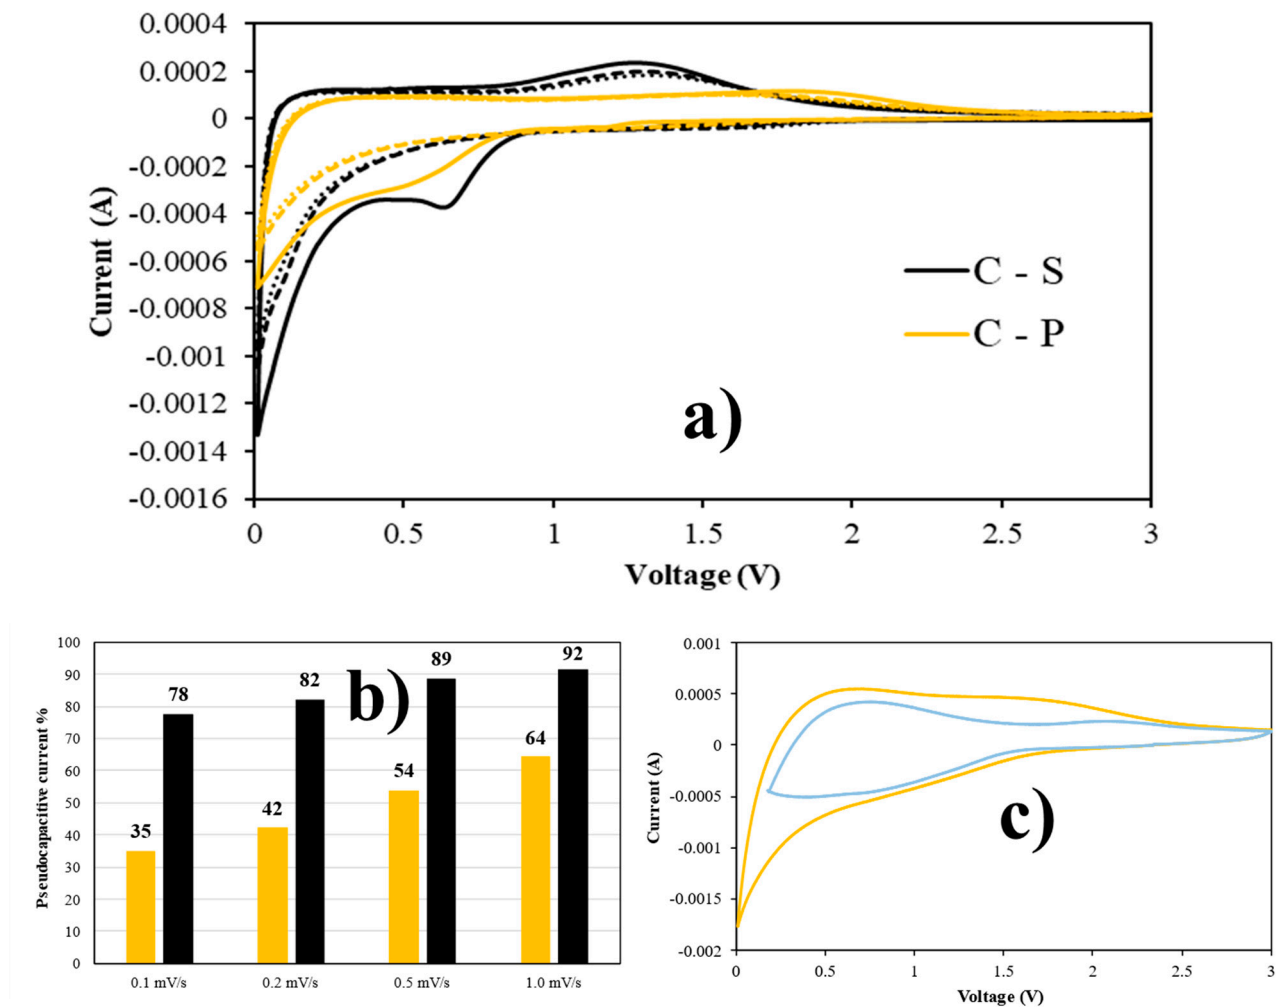 0.0004
0.0002
0
-0.0002
-0.0004
-0.0006
-0.0008
-0.001
-0.0012
-0.0014
-0.0016
Current (A)
C - S
C - P
a)
0 0.5 1 1.5 2 2.5 3
Voltage (V)
100
90
80
70
60
50
40
30
20
10
0
Pseudocapacitive current %
35 78 42 82 54 89 64 92
b)
0.1 mV/s 0.2 mV/s 0.5 mV/s 1.0 mV/s
0.001
0.0005
0
-0.0005
-0.001
-0.0015
-0.002
Current (A)
c)
0 0.5 1 1.5 2 2.5 3
Voltage (V)